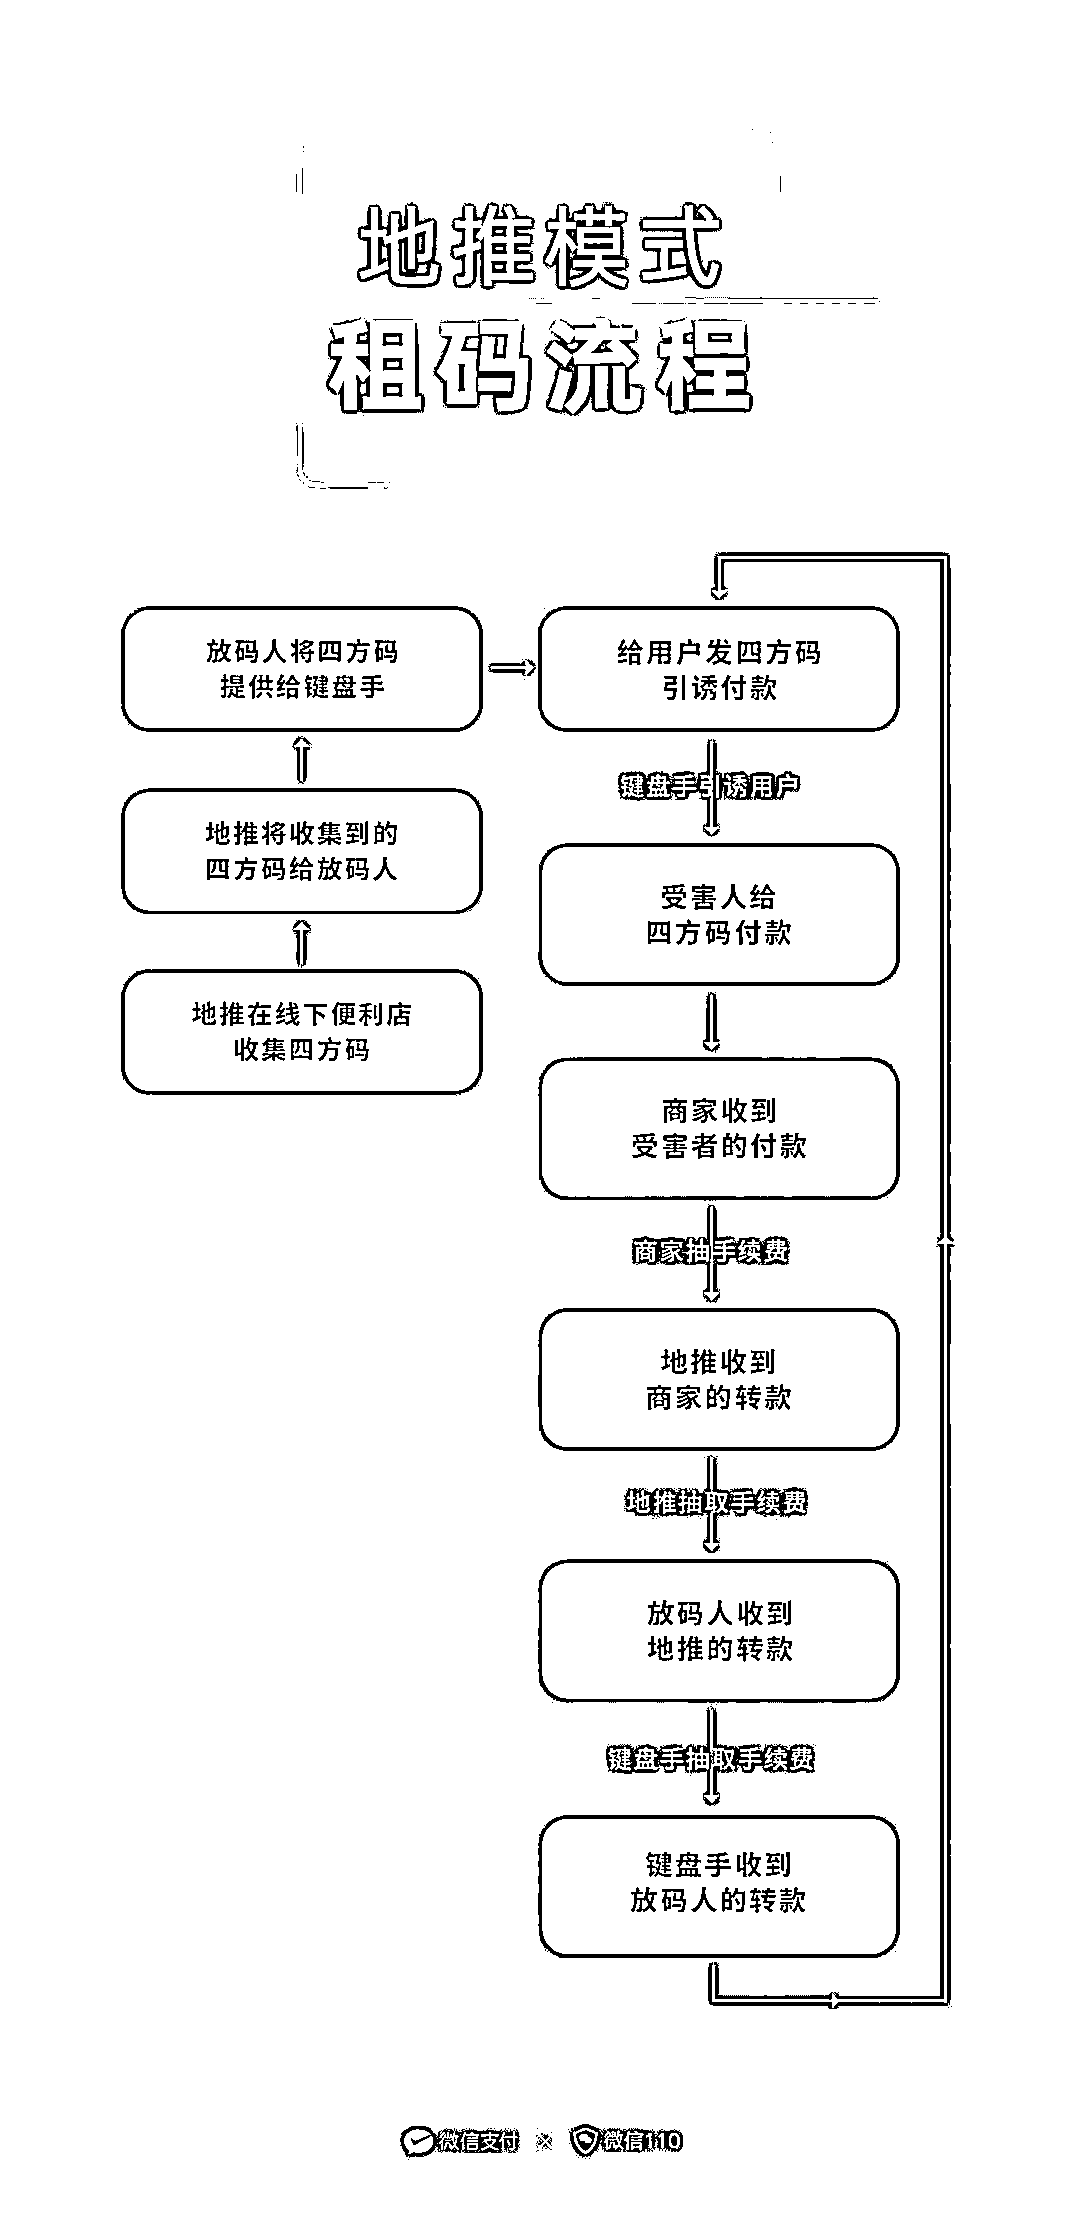 地推模式
租码流程
放码人将四方码
提供给键盘手
地推将收集到的
四方码给放码人
地推在线下便利店
收集四方码
给用户发四方码
引诱付款
键盘手引诱用户
受害人给
四方码付款
商家收到
受害者的付款
商家抽手续费
地推收到
商家的转款
地推抽取手续费
放码人收到
地推的转款
键盘手抽取手续费
键盘手收到
放码人的转款
微信支付 × 微信110